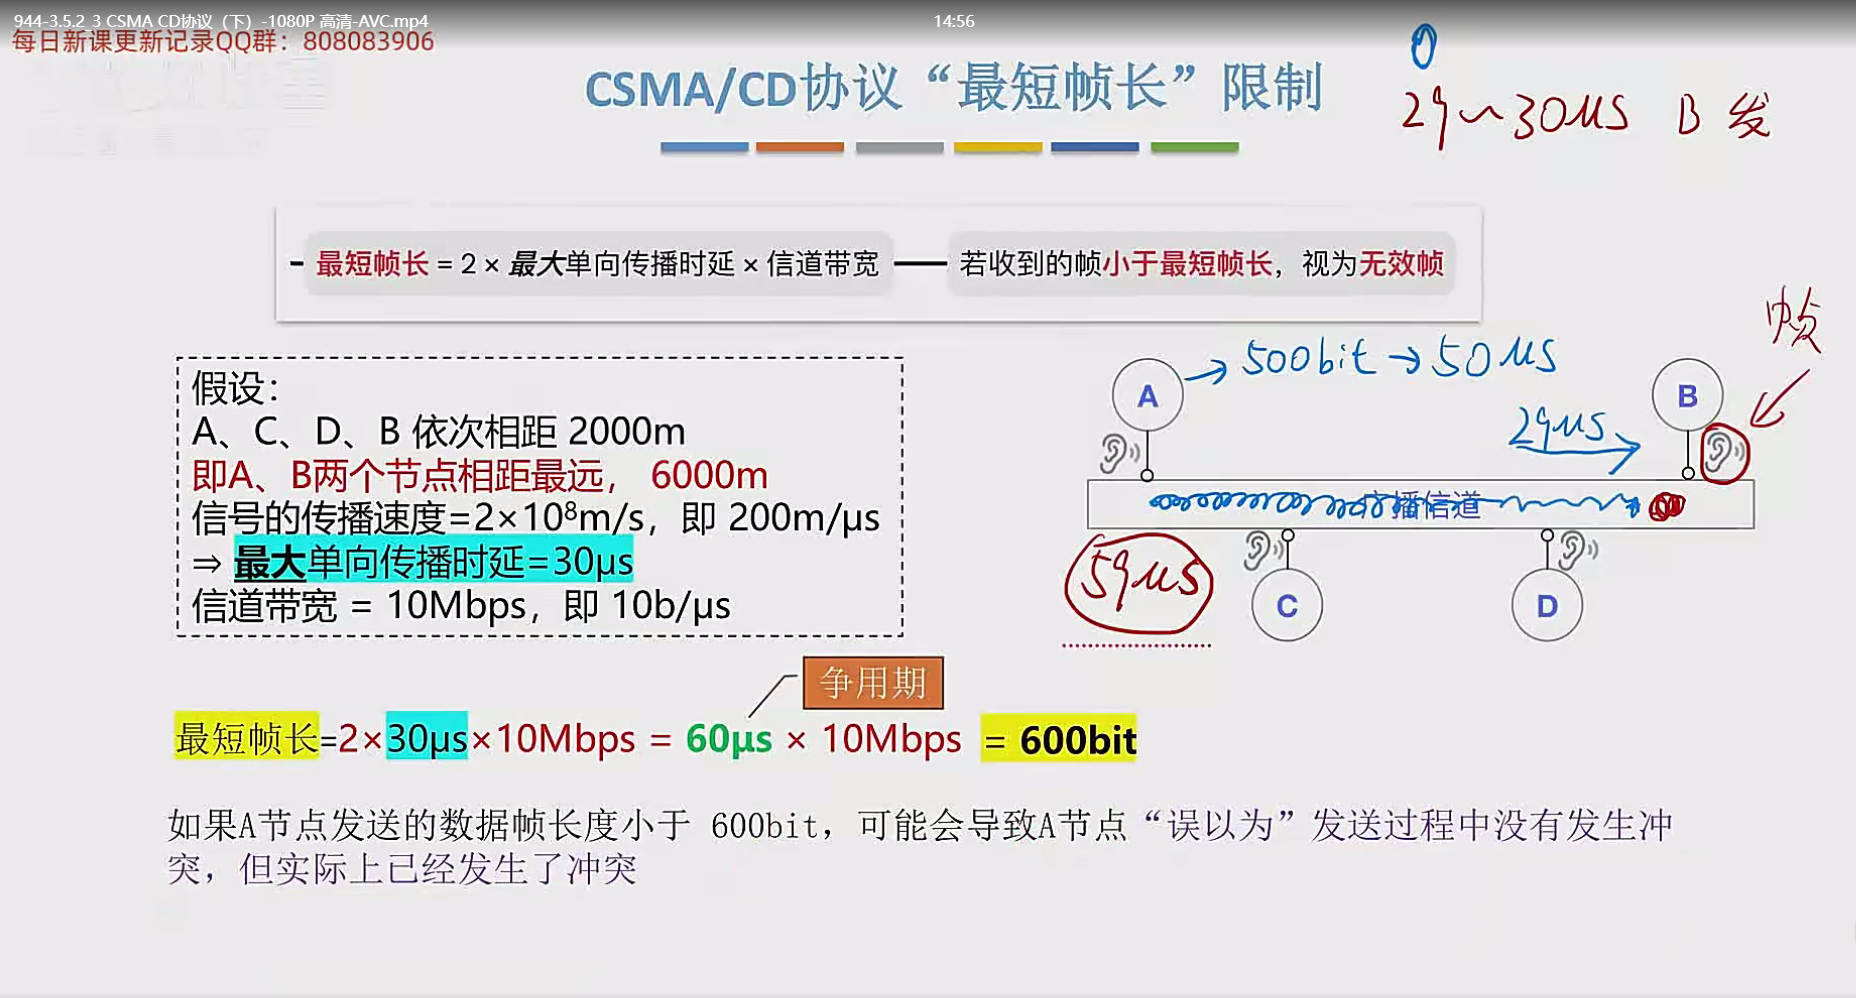 944-3.5.2_3 CSMA CD协议（下）-1080P 高清-AVC.mp4
14:56
每日新课更新记录QQ群：808083906
0
CSMA/CD协议“最短帧长”限制
29~30μs B 发
最短帧长 = 2 × 最大单向传播时延 × 信道带宽
若收到的帧小于最短帧长，视为无效帧
帧
假设：
A、C、D、B 依次相距 2000m
即A、B两个节点相距最远， 6000m
信号的传播速度=2×10⁸m/s，即 200m/μs
⇒ 最大单向传播时延=30μs
信道带宽 = 10Mbps，即 10b/μs
A
→ 500bit → 50μs
B
29μs
广播信道
59μs
C
D
争用期
最短帧长=2×30μs×10Mbps = 60μs × 10Mbps = 600bit
如果A节点发送的数据帧长度小于 600bit，可能会导致A节点“误以为”发送过程中没有发生冲
突，但实际上已经发生了冲突